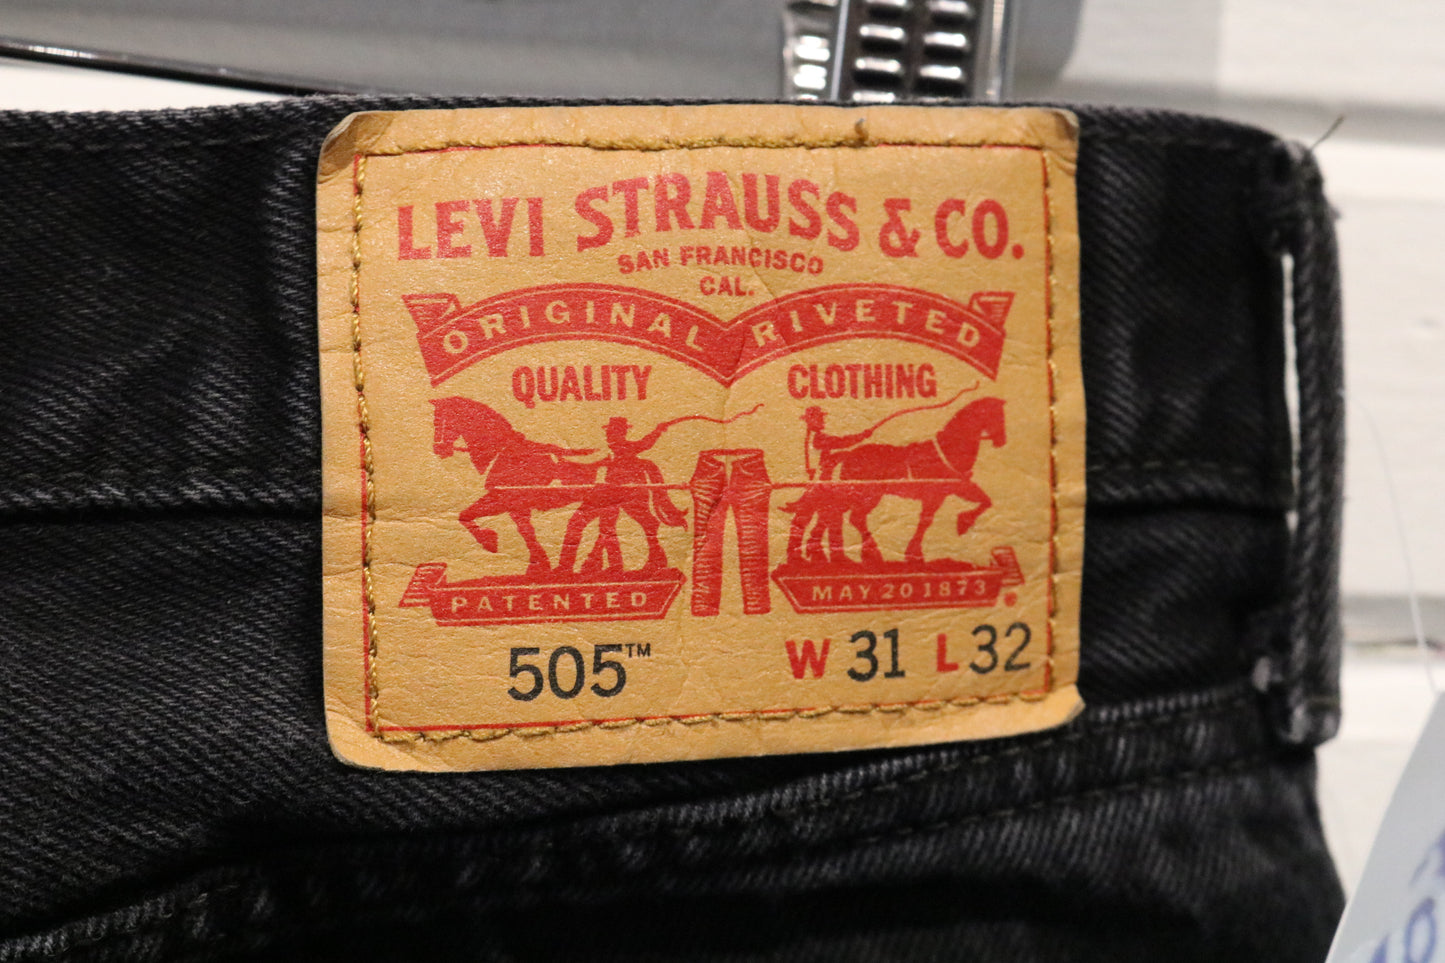 LEVI STRAUSS & CO.
SAN FRANCISCO
CAL.
ORIGINAL RIVETED
QUALITY CLOTHING
PATENTED MAY 20 1873
505™ W 31 L 32